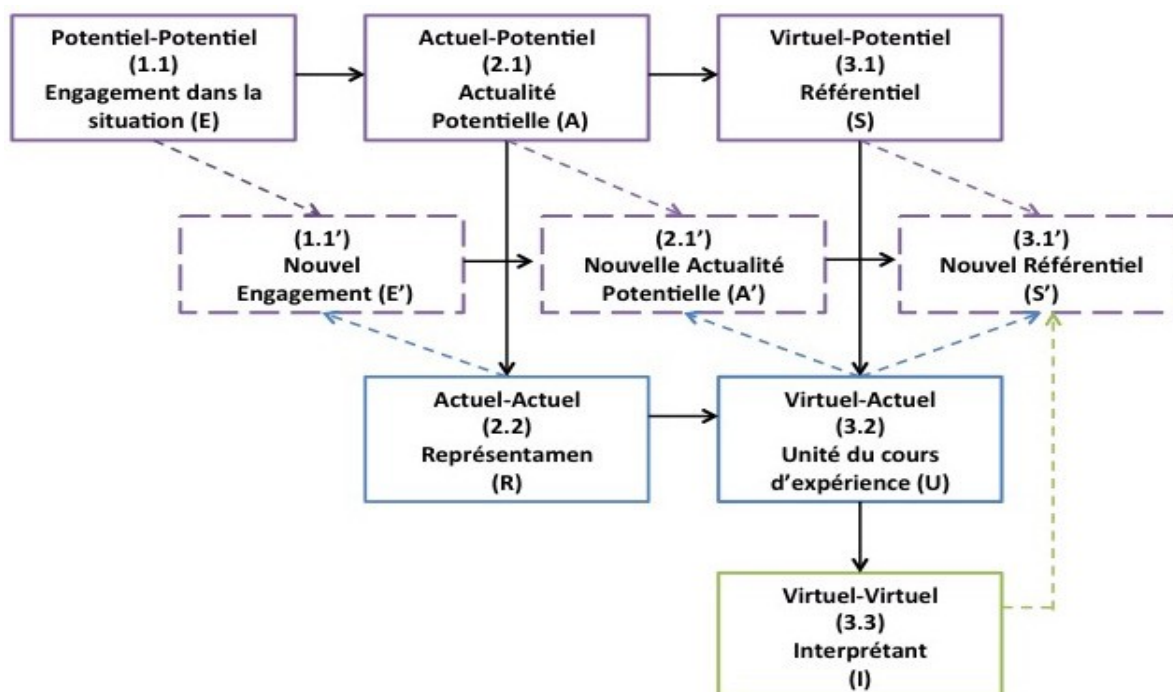 Potentiel-Potentiel
(1.1)
Engagement dans la
situation (E)
Actuel-Potentiel
(2.1)
Actualité
Potentielle (A)
Virtuel-Potentiel
(3.1)
Référentiel
(S)
(1.1’)
Nouvel
Engagement (E’)
(2.1’)
Nouvelle Actualité
Potentielle (A’)
(3.1’)
Nouvel Référentiel
(S’)
Actuel-Actuel
(2.2)
Représentamen
(R)
Virtuel-Actuel
(3.2)
Unité du cours
d’expérience (U)
Virtuel-Virtuel
(3.3)
Interprétant
(I)